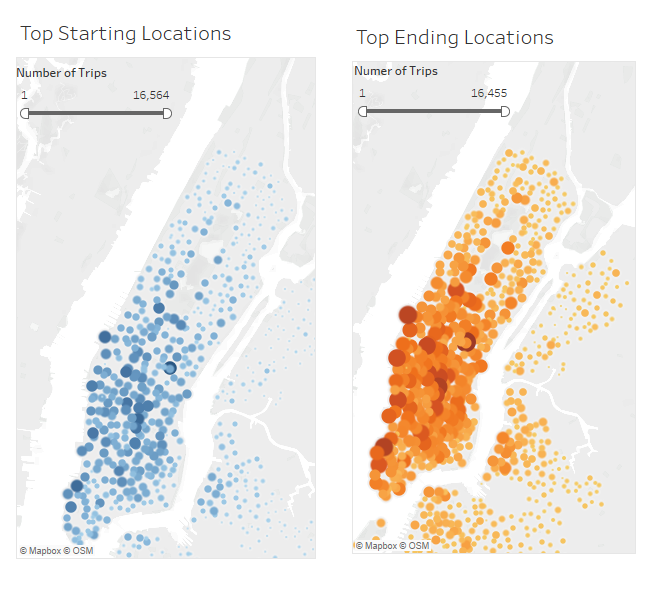 Top Starting Locations
Number of Trips
1 16,564
© Mapbox © OSM
Top Ending Locations
Numer of Trips
1 16,455
© Mapbox © OSM